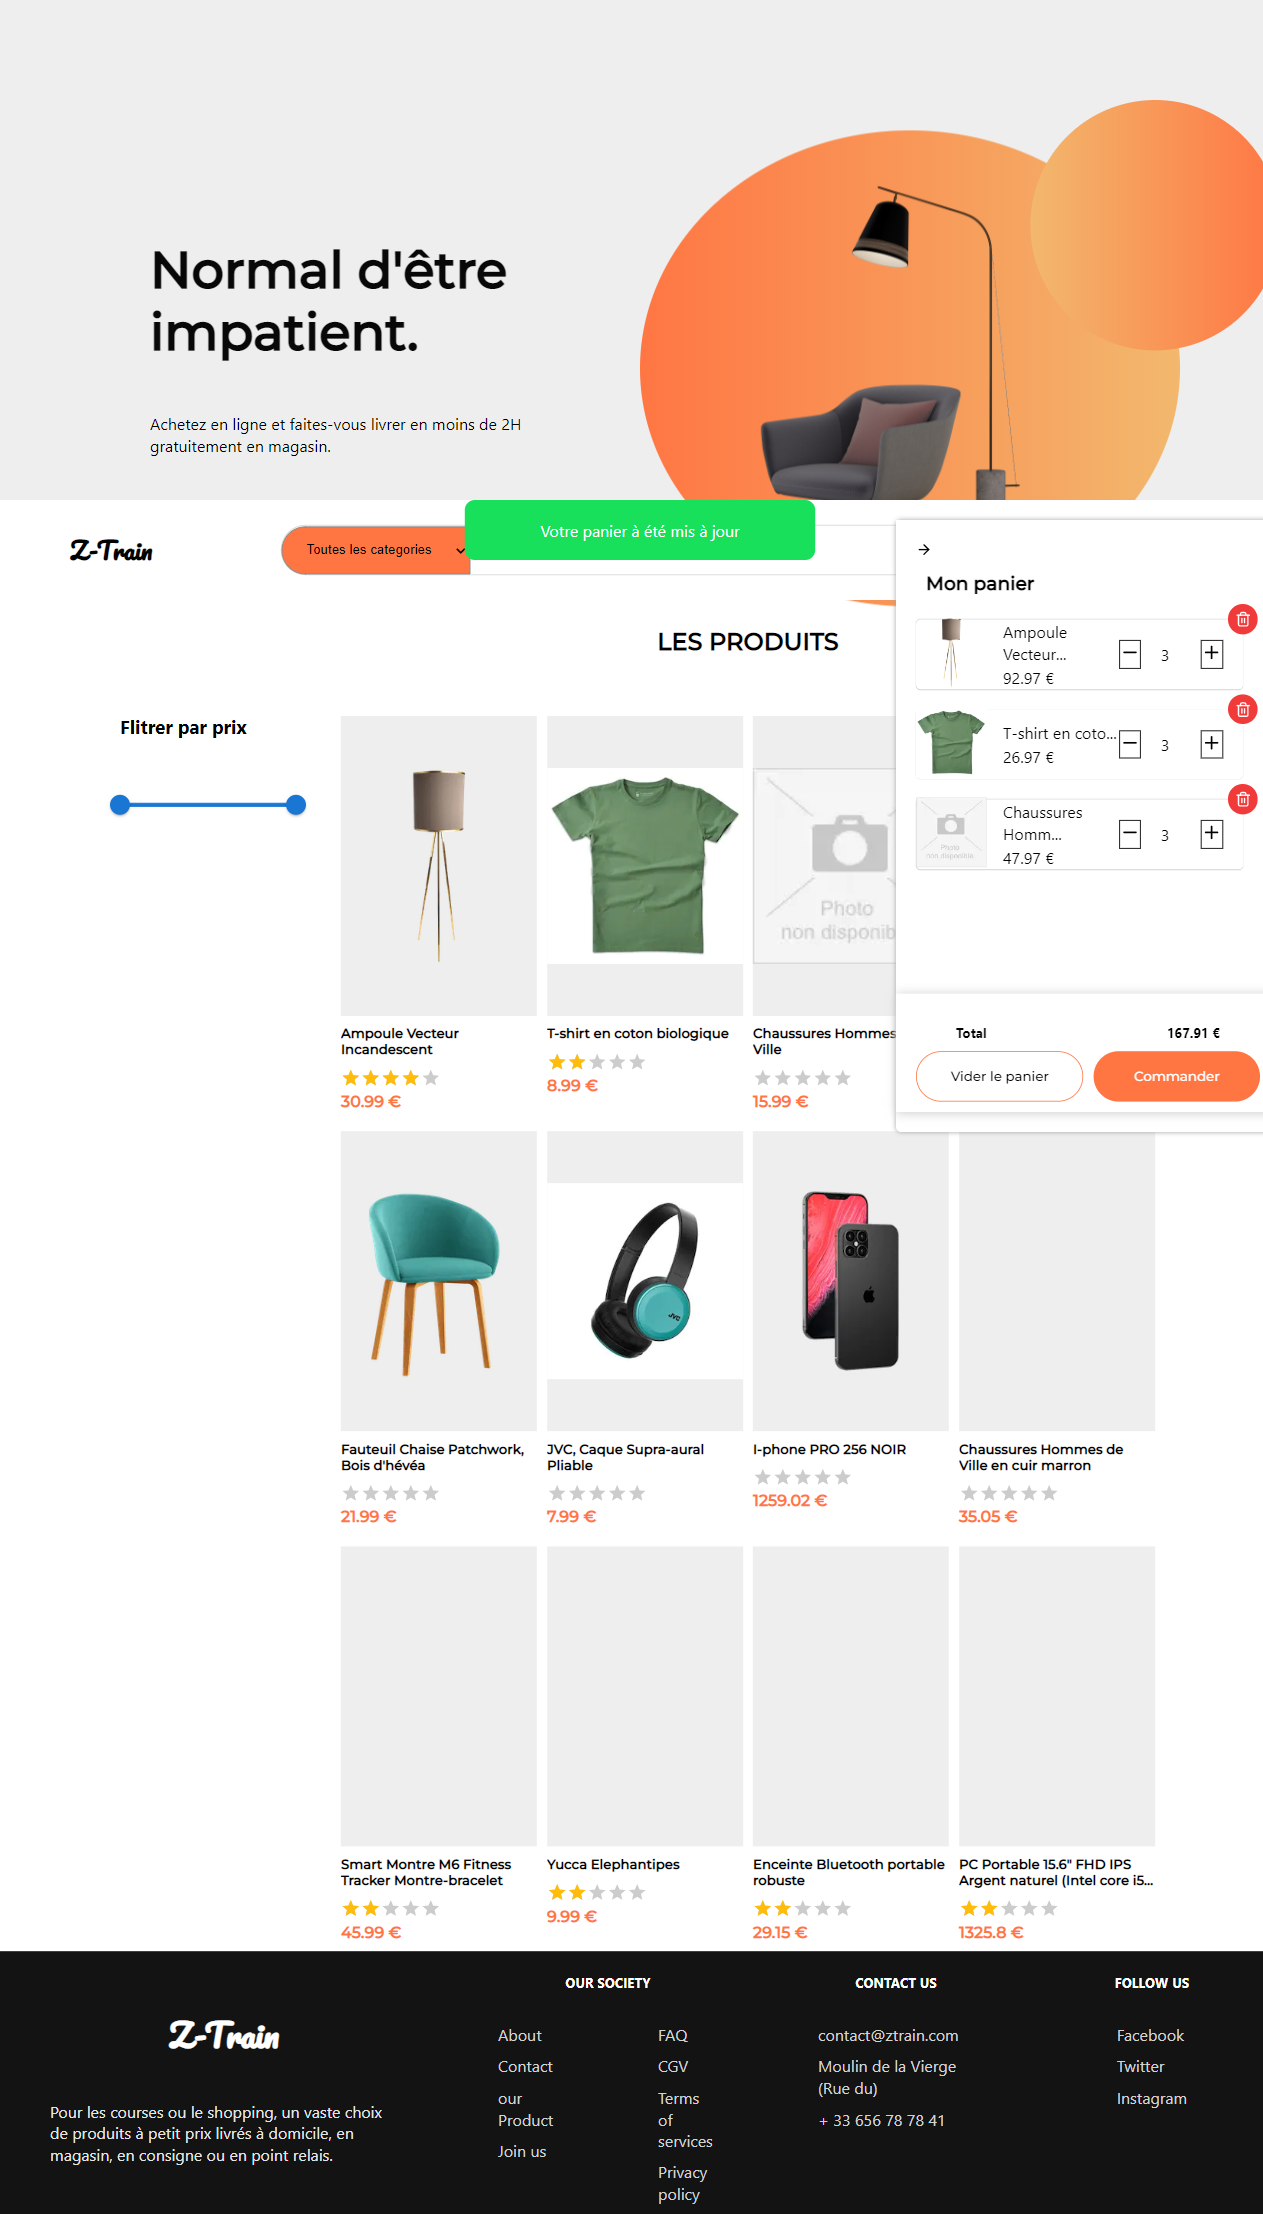 Normal d'être
impatient.
Achetez en ligne et faites-vous livrer en moins de 2H
gratuitement en magasin.
Z-Train
Toutes les categories
Votre panier à été mis à jour
Mon panier
Ampoule
Vecteur...
92.97 €
3
T-shirt en coto...
26.97 €
3
Chaussures
Homm...
47.97 €
3
Photo
non disponible
Total
167.91 €
Vider le panier
Commander
LES PRODUITS
Flitrer par prix
Photo
non disponib
Ampoule Vecteur
Incandescent
30.99 €
T-shirt en coton biologique
8.99 €
Chaussures Hommes
Ville
15.99 €
JVC
Fauteuil Chaise Patchwork,
Bois d'hévéa
21.99 €
JVC, Caque Supra-aural
Pliable
7.99 €
I-phone PRO 256 NOIR
1259.02 €
Chaussures Hommes de
Ville en cuir marron
35.05 €
Smart Montre M6 Fitness
Tracker Montre-bracelet
45.99 €
Yucca Elephantipes
9.99 €
Enceinte Bluetooth portable
robuste
29.15 €
PC Portable 15.6" FHD IPS
Argent naturel (Intel core i5...
1325.8 €
Z-Train
Pour les courses ou le shopping, un vaste choix
de produits à petit prix livrés à domicile, en
magasin, en consigne ou en point relais.
OUR SOCIETY
About
Contact
our
Product
Join us
FAQ
CGV
Terms
of
services
Privacy
policy
CONTACT US
contact@ztrain.com
Moulin de la Vierge
(Rue du)
+ 33 656 78 78 41
FOLLOW US
Facebook
Twitter
Instagram